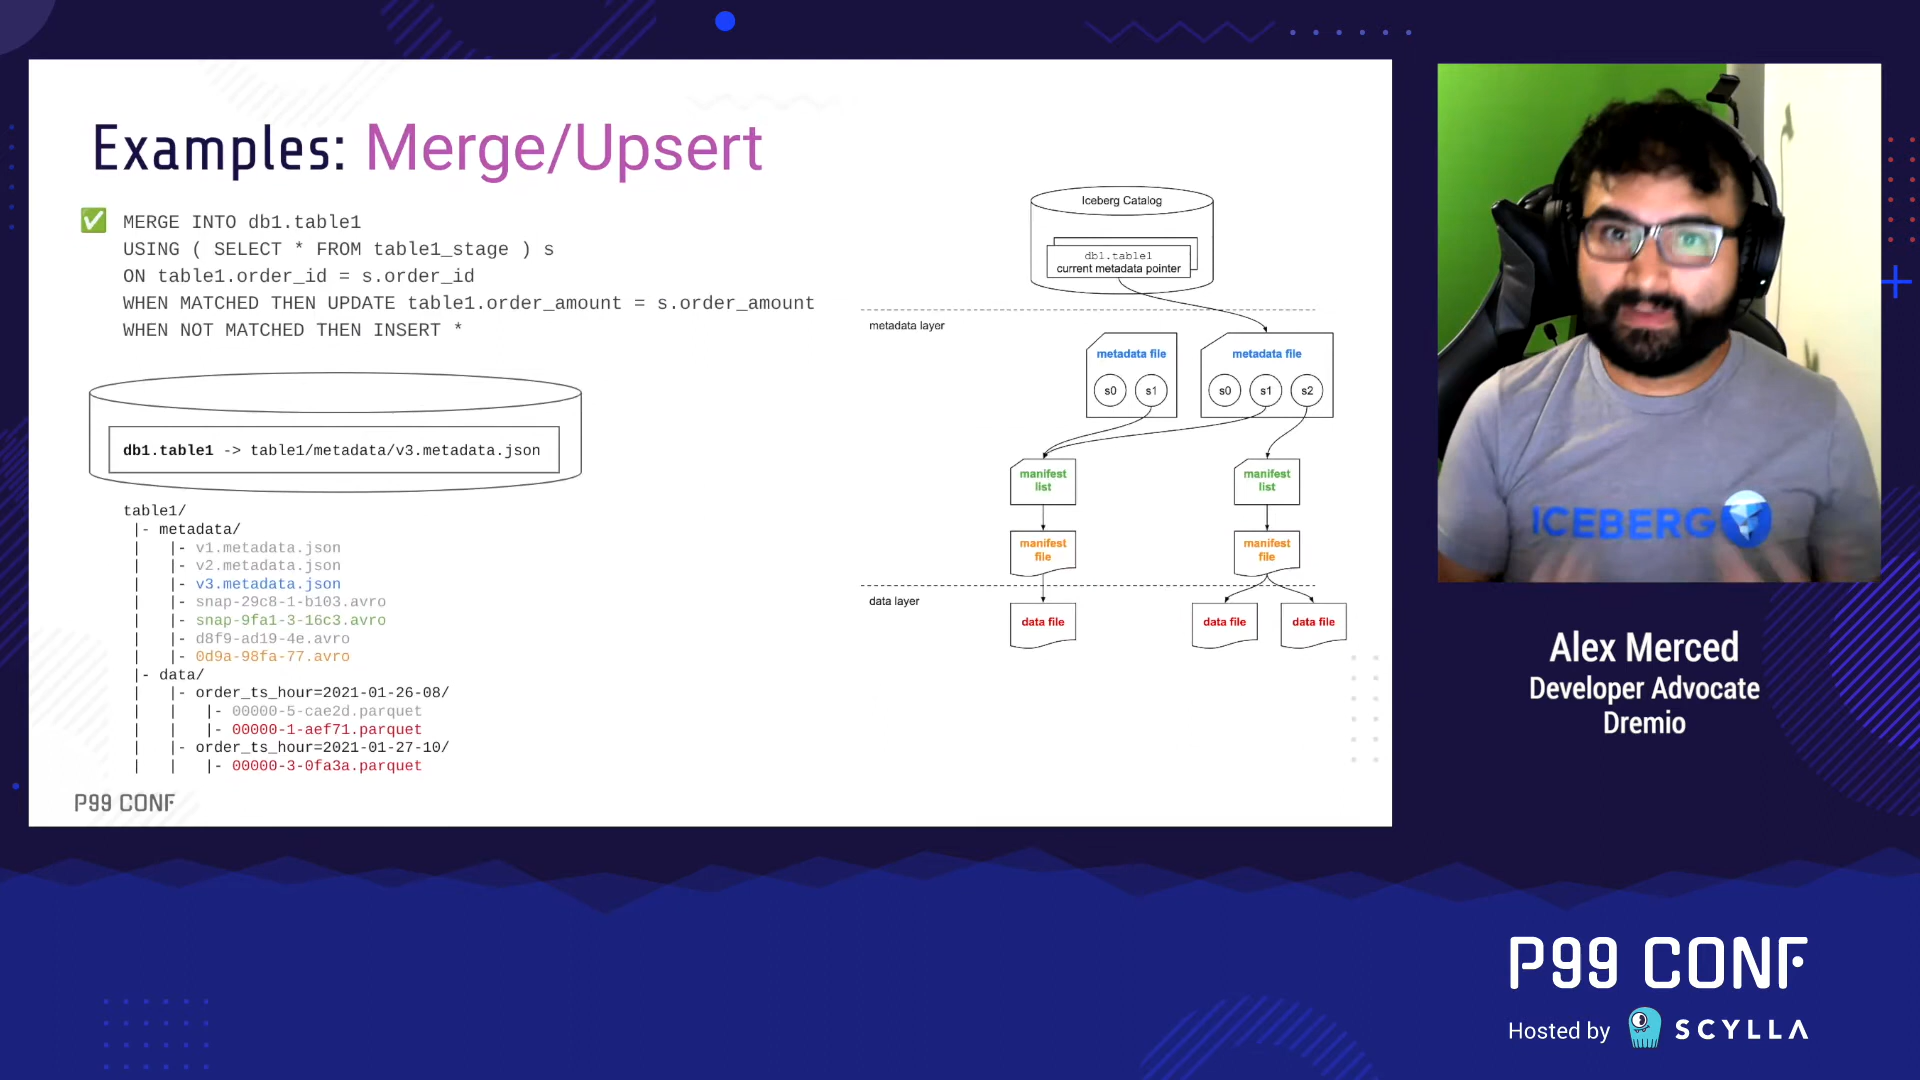 Examples: Merge/Upsert
MERGE INTO db1.table1
USING ( SELECT * FROM table1_stage ) s
ON table1.order_id = s.order_id
WHEN MATCHED THEN UPDATE table1.order_amount = s.order_amount
WHEN NOT MATCHED THEN INSERT *
db1.table1 -> table1/metadata/v3.metadata.json
table1/
|- metadata/
| |- v1.metadata.json
| |- v2.metadata.json
| |- v3.metadata.json
| |- snap-29c8-1-b103.avro
| |- snap-9fa1-3-16c3.avro
| |- d8f9-ad19-4e.avro
| |- 0d9a-98fa-77.avro
|- data/
| |- order_ts_hour=2021-01-26-08/
| | |- 00000-5-cae2d.parquet
| | |- 00000-1-aef71.parquet
| |- order_ts_hour=2021-01-27-10/
| | |- 00000-3-0fa3a.parquet
P99 CONF
Iceberg Catalog
db1.table1
current metadata pointer
metadata layer
metadata file
s0 s1
metadata file
s0 s1 s2
manifest
list
manifest
list
manifest
file
manifest
file
data layer
data file
data file
data file
ICEBERG
Alex Merced
Developer Advocate
Dremio
P99 CONF
Hosted by SCYLLA